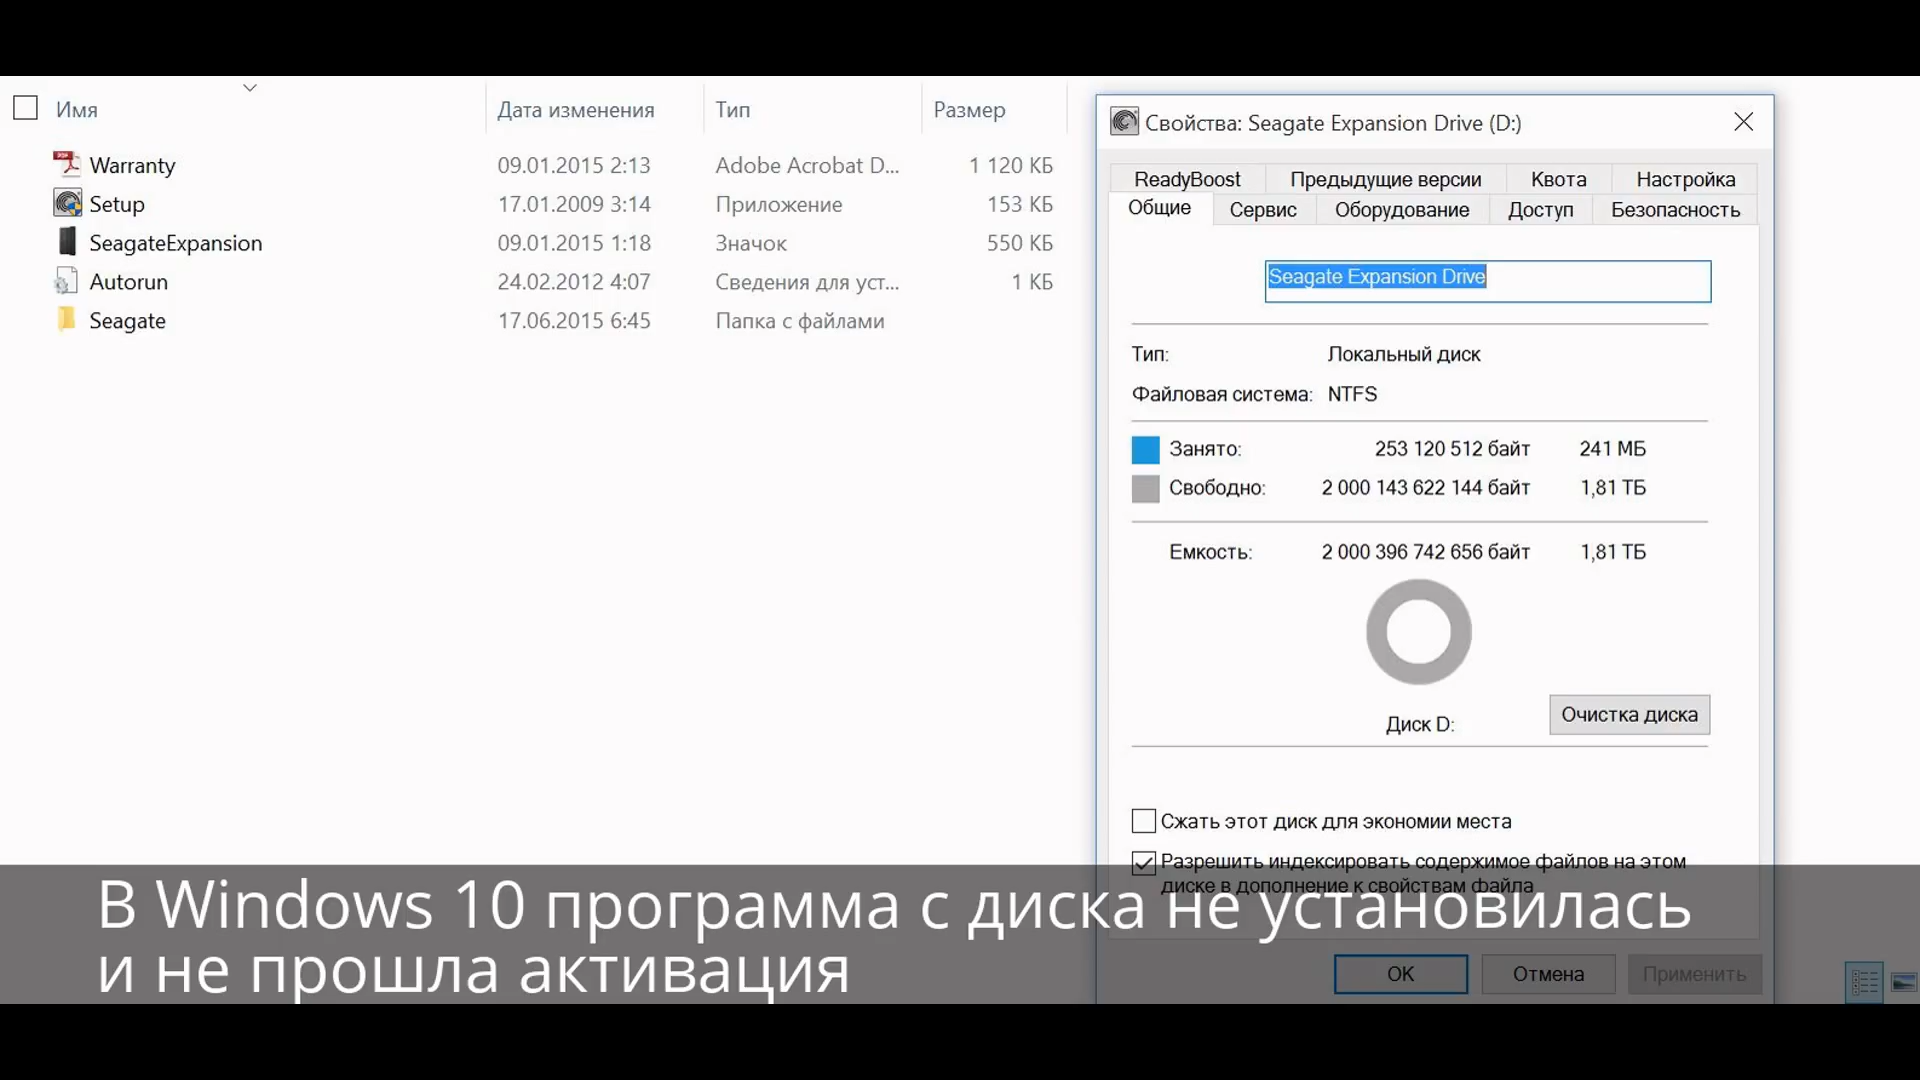 Имя Дата изменения Тип Размер
Warranty 09.01.2015 2:13 Adobe Acrobat D... 1 120 КБ
Setup 17.01.2009 3:14 Приложение 153 КБ
SeagateExpansion 09.01.2015 1:18 Значок 550 КБ
Autorun 24.02.2012 4:07 Сведения для уст... 1 КБ
Seagate 17.06.2015 6:45 Папка с файлами
Свойства: Seagate Expansion Drive (D:)
ReadyBoost Предыдущие версии Квота Настройка
Общие Сервис Оборудование Доступ Безопасность
Seagate Expansion Drive
Тип: Локальный диск
Файловая система: NTFS
Занято: 253 120 512 байт 241 МБ
Свободно: 2 000 143 622 144 байт 1,81 ТБ
Емкость: 2 000 396 742 656 байт 1,81 ТБ
Диск D:
Очистка диска
Сжать этот диск для экономии места
Разрешить индексировать содержимое файлов на этом
диске в дополнение к свойствам файла
OK Отмена Применить
В Windows 10 программа с диска не установилась
и не прошла активация